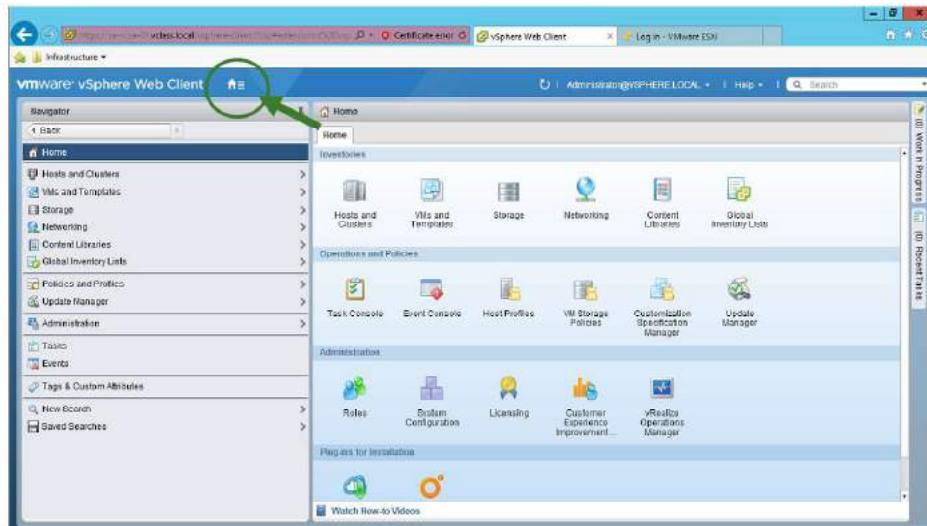 vclass.local
Certificate error
vSphere Web Client
Log in - VMware ESXi
Infrastructure
vmware® vSphere Web Client
Administrator@VSPHERE.LOCAL
Help
Search
Navigator
Home
Back
Home
Home
Inventories
Hosts and Clusters
VMs and Templates
Storage
Networking
Content Libraries
Global Inventory Lists
Policies and Profiles
Update Manager
Administration
Tasks
Events
Tags & Custom Attributes
New Search
Saved Searches
Hosts and
Clusters
VMs and
Templates
Storage
Networking
Content
Libraries
Global
Inventory Lists
Operations and Policies
Task Console
Event Console
Host Profiles
VM Storage
Policies
Customization
Specification
Manager
Update
Manager
Administration
Roles
System
Configuration
Licensing
Customer
Experience
Improvement ...
vRealize
Operations
Manager
Plug-ins for Installation
Watch How-to Videos
(0) Work In Progress
(0) Recent Tasks